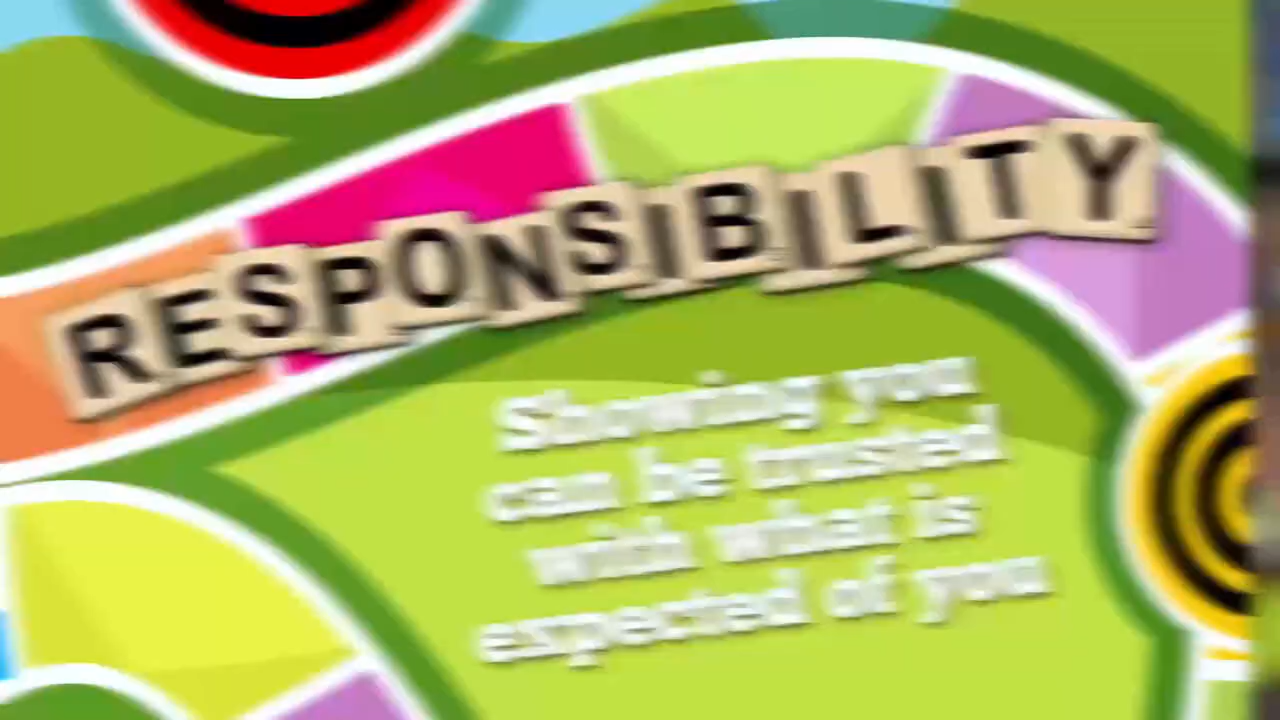 RESPONSIBILITY
Showing you
can be trusted
with what is
expected of you